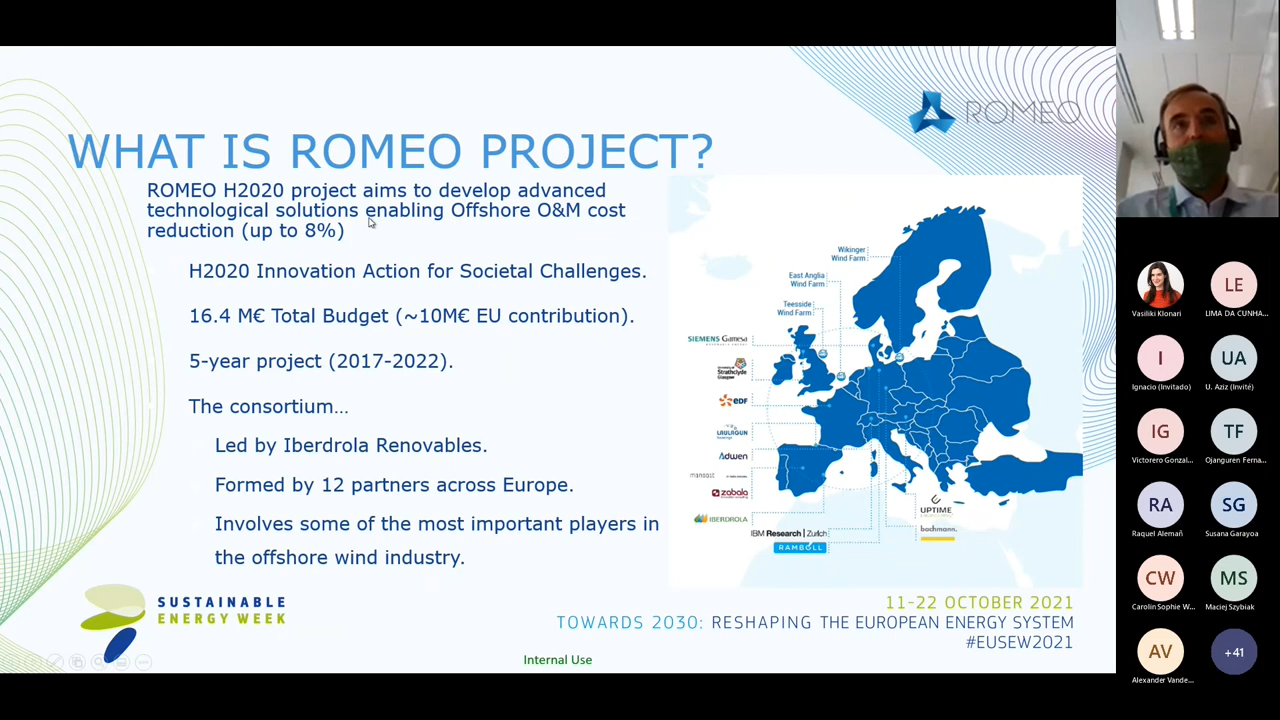 ROMEO
WHAT IS ROMEO PROJECT?
ROMEO H2020 project aims to develop advanced
technological solutions enabling Offshore O&M cost
reduction (up to 8%)
H2020 Innovation Action for Societal Challenges.
16.4 M€ Total Budget (~10M€ EU contribution).
5-year project (2017-2022).
The consortium…
Led by Iberdrola Renovables.
Formed by 12 partners across Europe.
Involves some of the most important players in
the offshore wind industry.
Wikinger
Wind Farm
East Anglia
Wind Farm
Teesside
Wind Farm
SIEMENS Gamesa
University of
Strathclyde
Glasgow
edf
LAULAGUN
Adwen
zabala
IBERDROLA
IBM Research | Zurich
RAMBOLL
UPTIME
bachmann.
SUSTAINABLE
ENERGY WEEK
11-22 OCTOBER 2021
TOWARDS 2030: RESHAPING THE EUROPEAN ENERGY SYSTEM
#EUSEW2021
Internal Use
Vasiliki Klonari
LE
LIMA DA CUNHA...
I
Ignacio (Invitado)
UA
U. Aziz (Invité)
IG
Victorero Gonzal...
TF
Ojanguren Ferna...
RA
Raquel Alemañ
SG
Susana Garayoa
CW
Carolin Sophie W...
MS
Maciej Szybiak
AV
Alexander Vande...
+41